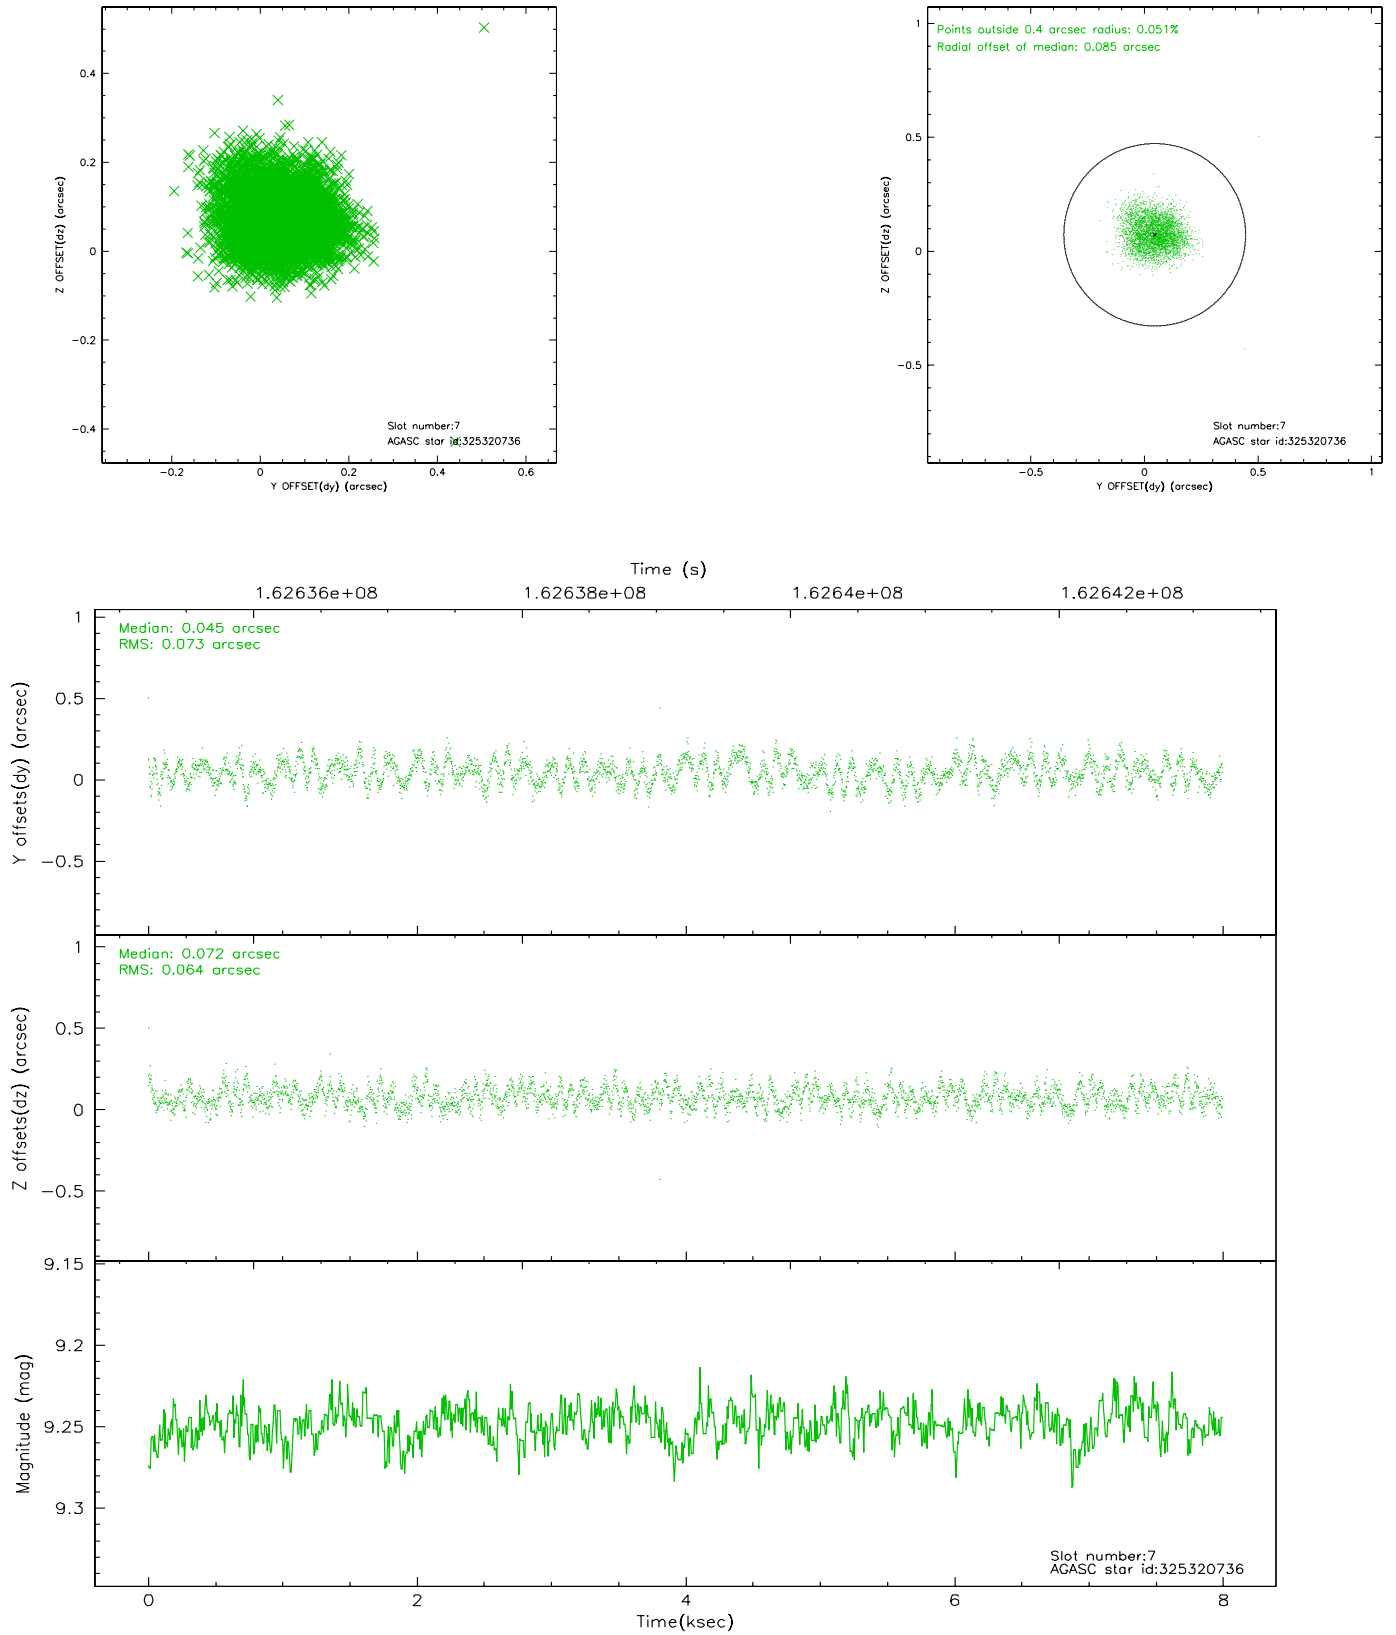 0.4
0.2
0
-0.2
-0.4
Z OFFSET(dz) (arcsec)
Slot number:7
AGASC star id:325320736
-0.2 0 0.2 0.4 0.6
Y OFFSET(dy) (arcsec)
Points outside 0.4 arcsec radius: 0.051%
Radial offset of median: 0.085 arcsec
1
0.5
0
-0.5
Z OFFSET(dz) (arcsec)
Slot number:7
AGASC star id:325320736
-0.5 0 0.5 1
Y OFFSET(dy) (arcsec)
Time (s)
1.62636e+08 1.62638e+08 1.6264e+08 1.62642e+08
Median: 0.045 arcsec
RMS: 0.073 arcsec
1
0.5
0
-0.5
Y offsets(dy) (arcsec)
Median: 0.072 arcsec
RMS: 0.064 arcsec
1
0.5
0
-0.5
Z offsets(dz) (arcsec)
9.15
9.2
9.25
9.3
Magnitude (mag)
Slot number:7
AGASC star id:325320736
0 2 4 6 8
Time(ksec)